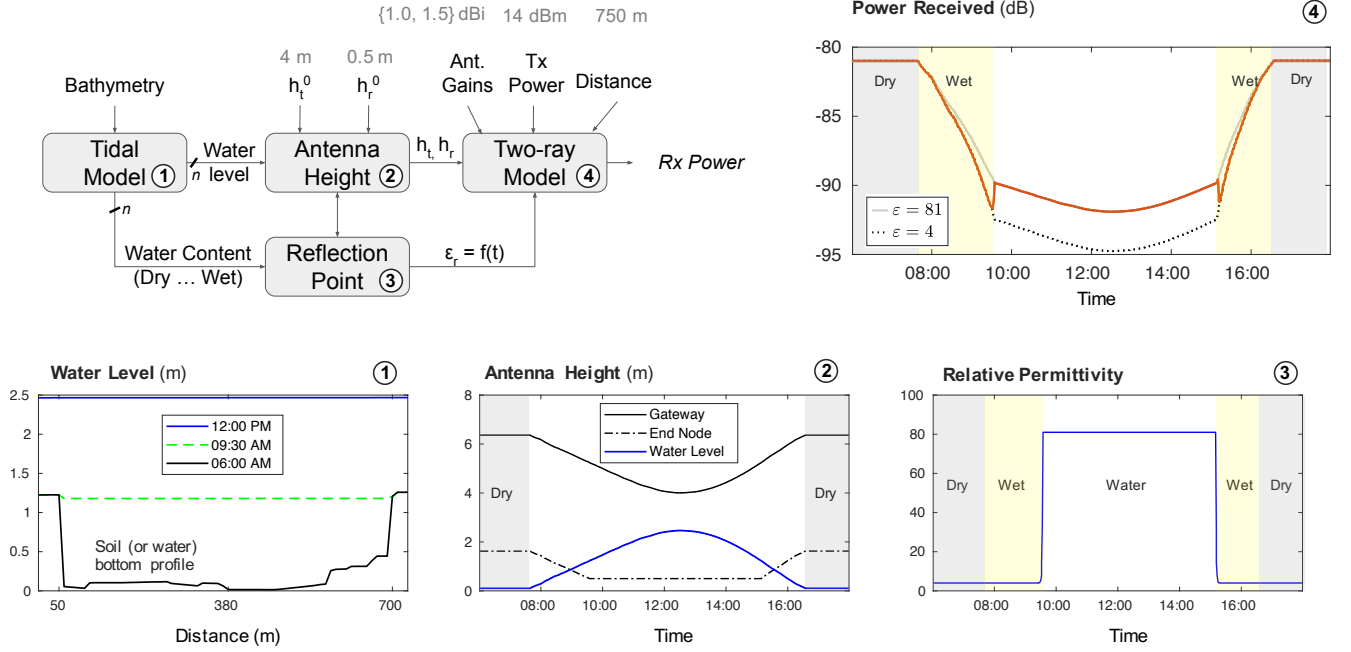 {1.0, 1.5} dBi 14 dBm 750 m
4 m 0.5 m
Bathymetry
h_t^0 h_r^0
Ant. Gains
Tx Power
Distance
Tidal Model ①
n
Water level
Antenna Height ②
h_t, h_r
Two-ray Model ④
Rx Power
n
Water Content
(Dry … Wet)
Reflection Point ③
ε_r = f(t)
Power Received (dB) ④
-80
-85
-90
-95
Dry
Wet
Wet
Dry
ε = 81
ε = 4
08:00 10:00 12:00 14:00 16:00
Time
Water Level (m) ①
2.5
2
1.5
1
0.5
0
12:00 PM
09:30 AM
06:00 AM
Soil (or water)
bottom profile
50 380 700
Distance (m)
Antenna Height (m) ②
8
6
4
2
0
Gateway
End Node
Water Level
Dry
Dry
08:00 10:00 12:00 14:00 16:00
Time
Relative Permittivity ③
100
80
60
40
20
0
Dry
Wet
Water
Wet
Dry
08:00 10:00 12:00 14:00 16:00
Time